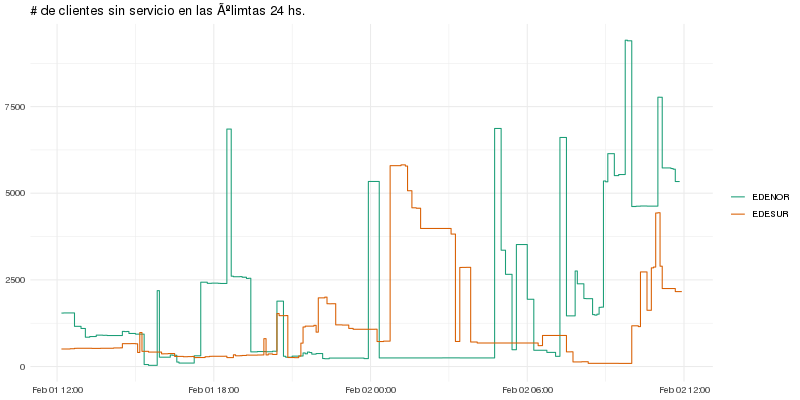 # de clientes sin servicio en las Ãºlimtas 24 hs.
7500
5000
2500
0
EDENOR
EDESUR
Feb 01 12:00
Feb 01 18:00
Feb 02 00:00
Feb 02 06:00
Feb 02 12:00